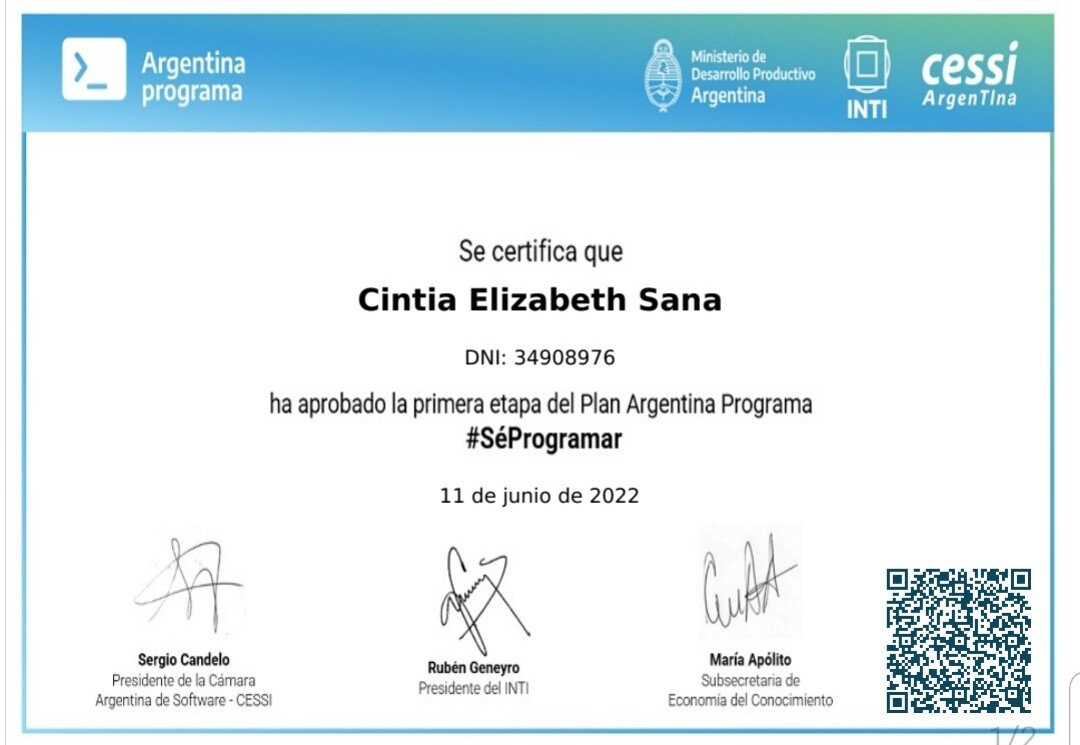 Argentina
programa
Ministerio de
Desarrollo Productivo
Argentina
INTI
cessi
ArgenTIna
Se certifica que
Cintia Elizabeth Sana
DNI: 34908976
ha aprobado la primera etapa del Plan Argentina Programa
#SéProgramar
11 de junio de 2022
Sergio Candelo
Presidente de la Cámara
Argentina de Software - CESSI
Rubén Geneyro
Presidente del INTI
María Apólito
Subsecretaria de
Economía del Conocimiento
1/2